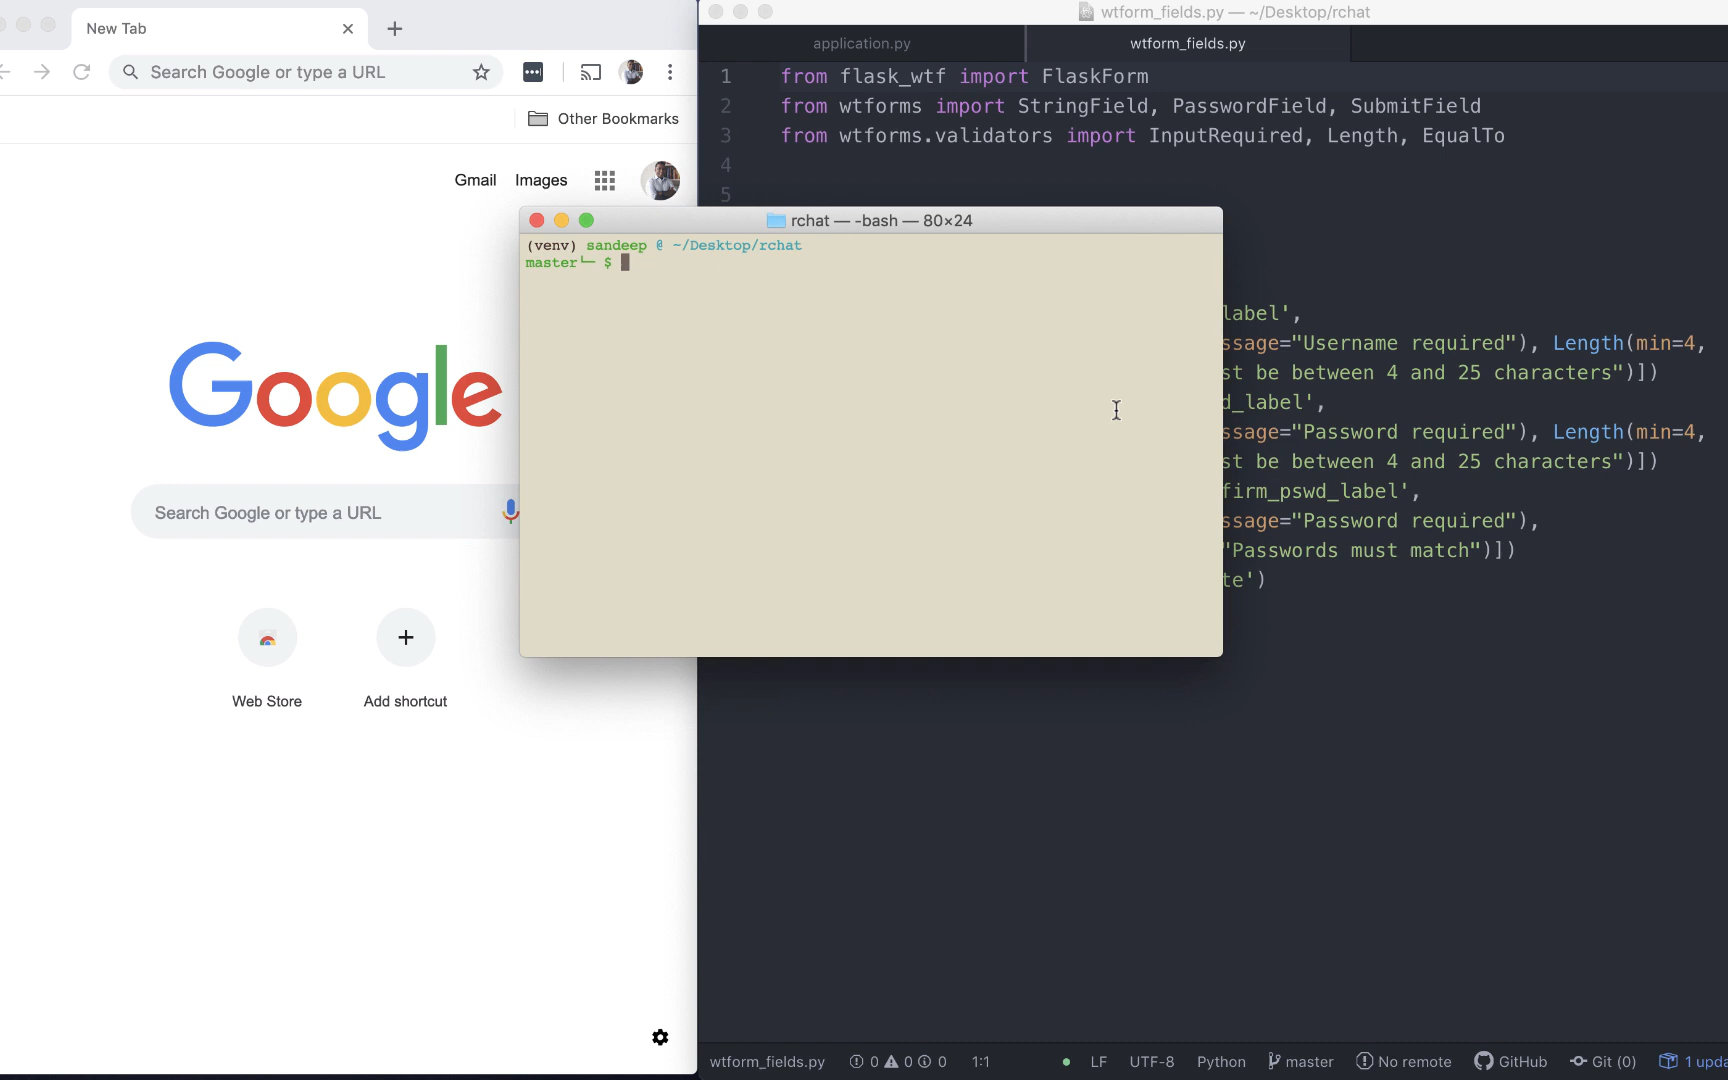 New Tab
Search Google or type a URL
Other Bookmarks
Gmail Images
Google
Search Google or type a URL
Web Store
Add shortcut
wtform_fields.py — ~/Desktop/rchat
application.py
wtform_fields.py
1 from flask_wtf import FlaskForm
2 from wtforms import StringField, PasswordField, SubmitField
3 from wtforms.validators import InputRequired, Length, EqualTo
4
5
rchat — -bash — 80×24
(venv) sandeep @ ~/Desktop/rchat
master└─ $
label',
ssage="Username required"), Length(min=4,
st be between 4 and 25 characters")])
d_label',
ssage="Password required"), Length(min=4,
st be between 4 and 25 characters")])
firm_pswd_label',
ssage="Password required"),
"Passwords must match")])
te')
wtform_fields.py 0 0 0 1:1 LF UTF-8 Python master No remote GitHub Git (0) 1 upda